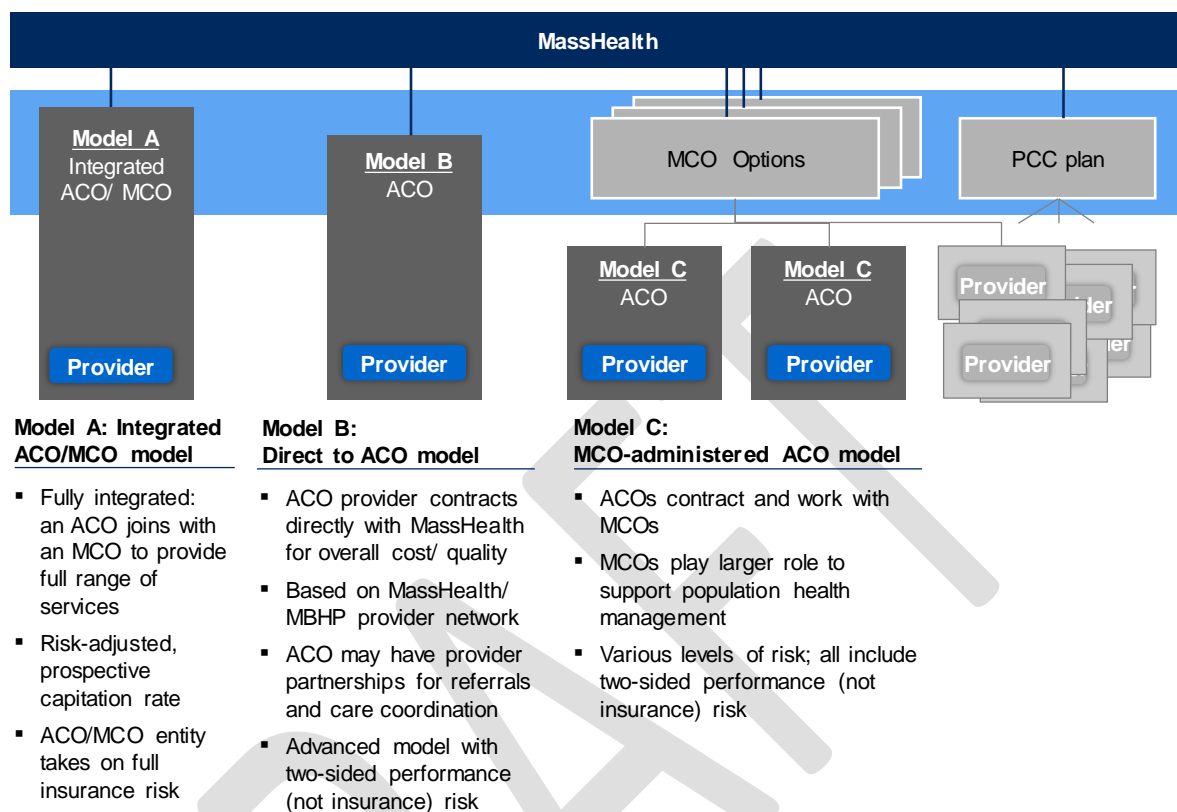 MassHealth
Model A
Integrated
ACO/ MCO
Provider
Model B
ACO
Provider
MCO Options
PCC plan
Model C
ACO
Provider
Model C
ACO
Provider
Provider
Provider
Model A: Integrated
ACO/MCO model
▪ Fully integrated:
an ACO joins with
an MCO to provide
full range of
services
▪ Risk-adjusted,
prospective
capitation rate
▪ ACO/MCO entity
takes on full
insurance risk
Model B:
Direct to ACO model
▪ ACO provider contracts
directly with MassHealth
for overall cost/ quality
▪ Based on MassHealth/
MBHP provider network
▪ ACO may have provider
partnerships for referrals
and care coordination
▪ Advanced model with
two-sided performance
(not insurance) risk
Model C:
MCO-administered ACO model
▪ ACOs contract and work with
MCOs
▪ MCOs play larger role to
support population health
management
▪ Various levels of risk; all include
two-sided performance (not
insurance) risk
DRAFT